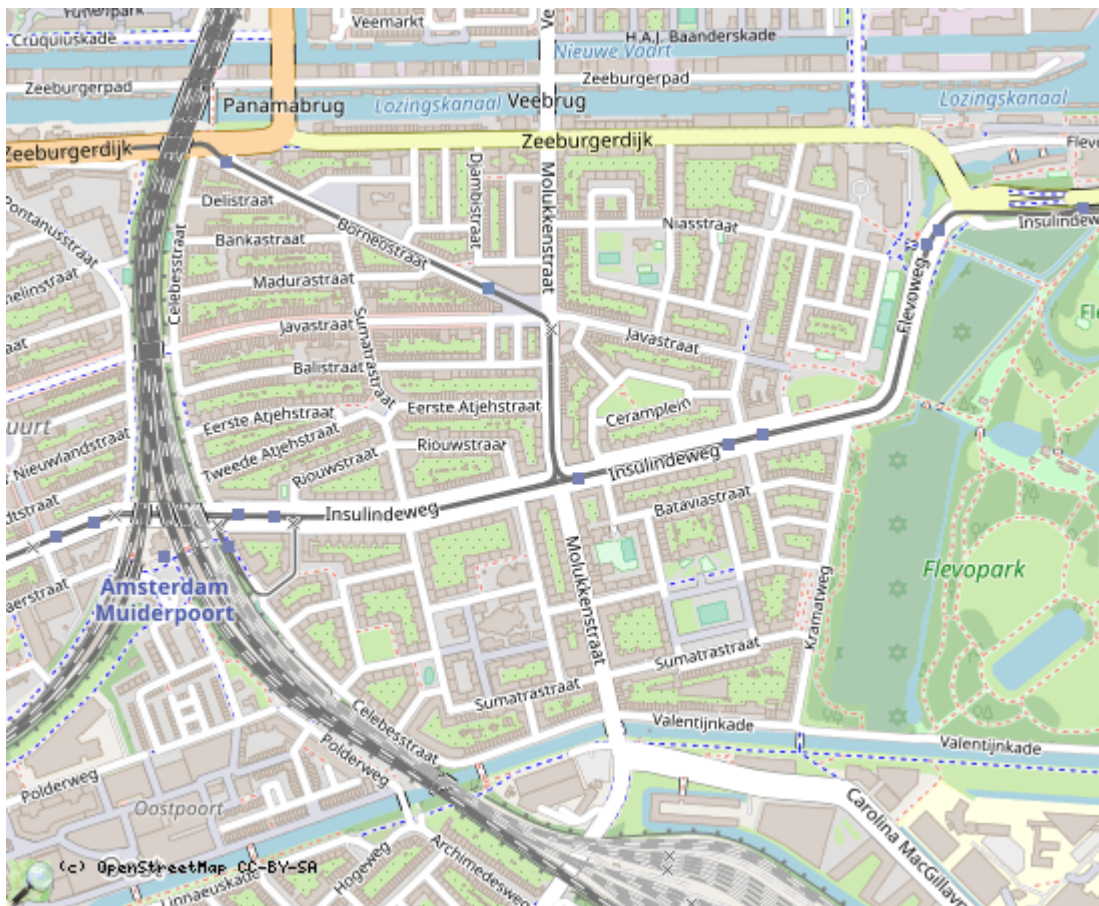 Cruquiuskade
Veemarkt
H.A.J. Baanderskade
Nieuwe Vaart
Zeeburgerpad
Zeeburgerpad
Panamabrug
Lozingskanaal
Veebrug
Lozingskanaal
Zeeburgerdijk
Zeeburgerdijk
Delistraat
Djambistraat
Molukkenstraat
Pontanusstraat
Celebesstraat
Bankastraat
Borneostraat
Niasstraat
Madurastraat
Flevoweg
Javastraat
Sumatrastraat
Javastraat
Balistraat
Eerste Atjehstraat
Eerste Atjehstraat
Ceramplein
Tweede Atjehstraat
Riouwstraat
Riouwstraat
Insulindeweg
Insulindeweg
Bataviastraat
Amsterdam
Muiderpoort
Molukkenstraat
Flevopark
Kramatweg
Sumatrastraat
Sumatrastraat
Celebesstraat
Valentijnkade
Valentijnkade
Polderweg
Polderweg
Oostpoort
Hogeweg
Archimedesweg
(c) OpenStreetMap CC-BY-SA